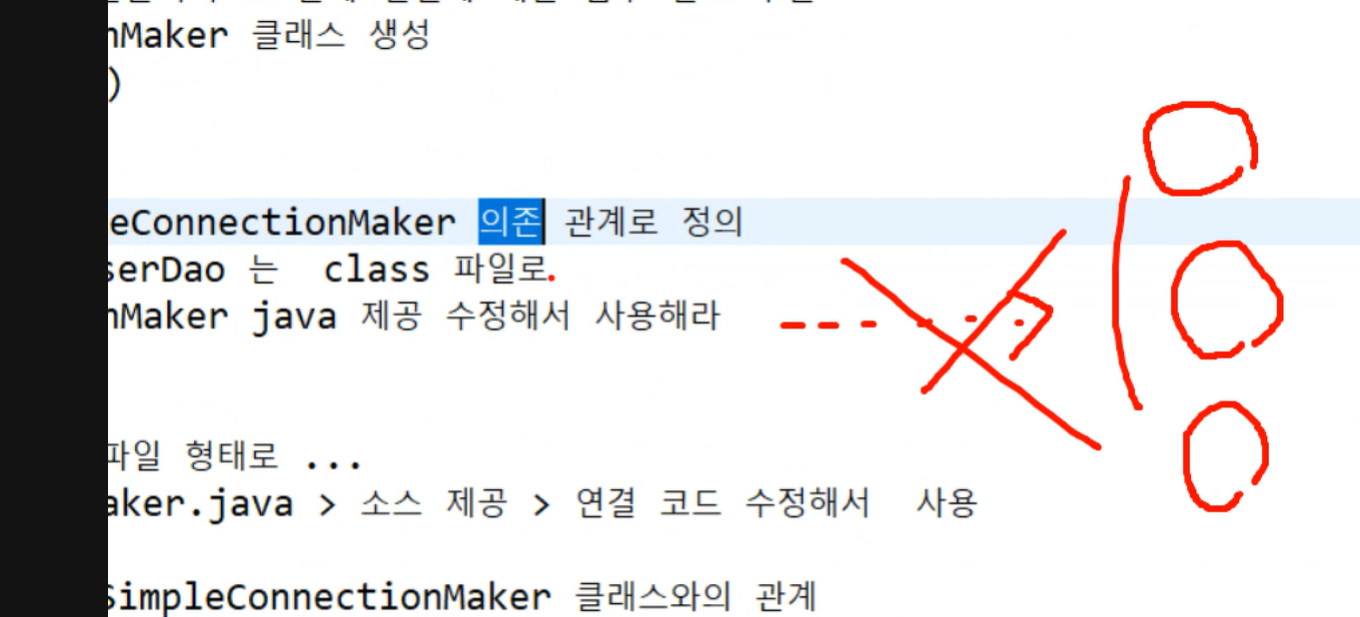 nMaker 클래스 생성
)
eConnectionMaker 의존 관계로 정의
serDao 는 class 파일로.
nMaker java 제공 수정해서 사용해라
파일 형태로 ...
aker.java > 소스 제공 > 연결 코드 수정해서 사용
SimpleConnectionMaker 클래스와의 관계